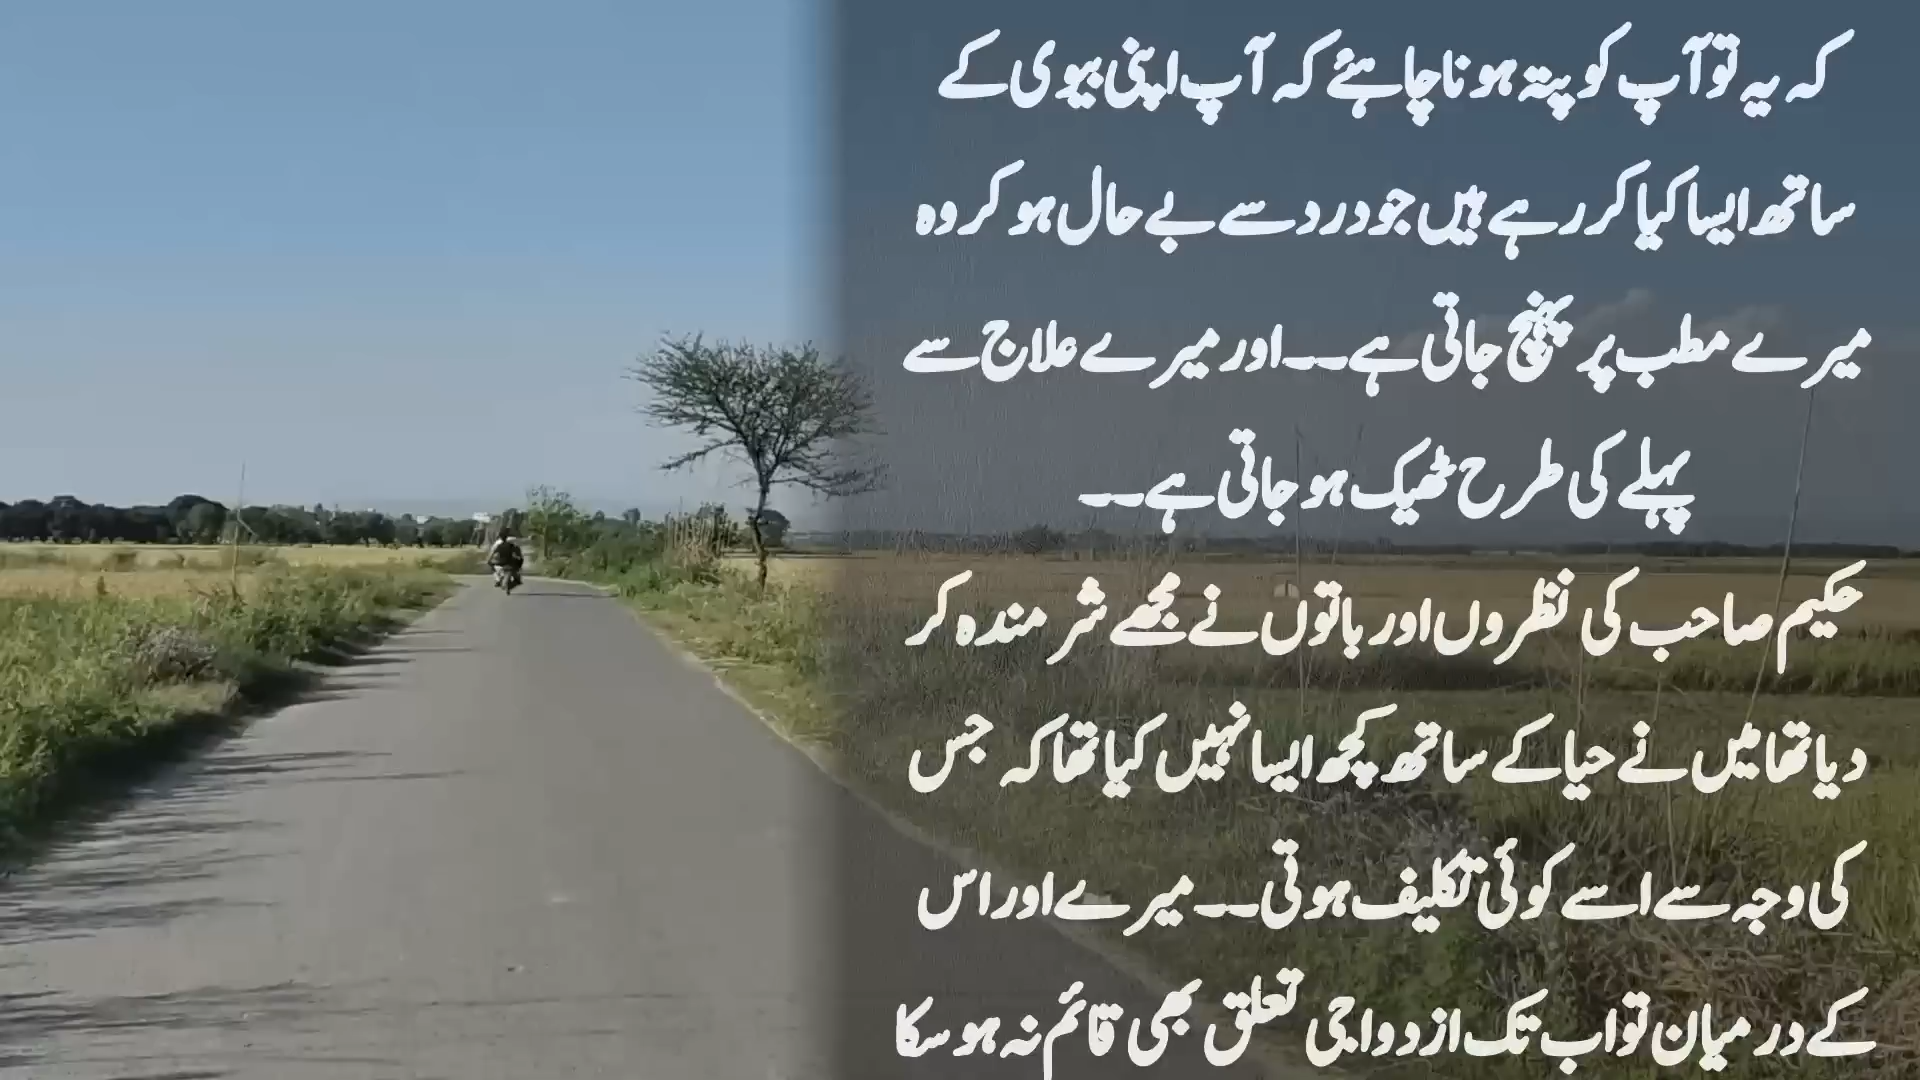 کہ یہ تو آپ کو پتہ ہونا چاہئے کہ آپ اپنی بیوی کے
ساتھ ایسا کیا کر رہے ہیں جو درد سے بے حال ہو کر وہ
میرے مطب پر پہنچ جاتی ہے۔۔۔اور میرے علاج سے
پہلے کی طرح ٹھیک ہو جاتی ہے۔۔۔
حکیم صاحب کی نظروں اور باتوں نے مجھے شرمندہ کر
دیا تھا میں نے حیا کے ساتھ کچھ ایسا نہیں کیا تھا کہ جس
کی وجہ سے اسے کوئی تکلیف ہوتی۔۔۔میرے اور اس
کے درمیان تو اب تک ازدواجی تعلق بھی قائم نہ ہو سکا